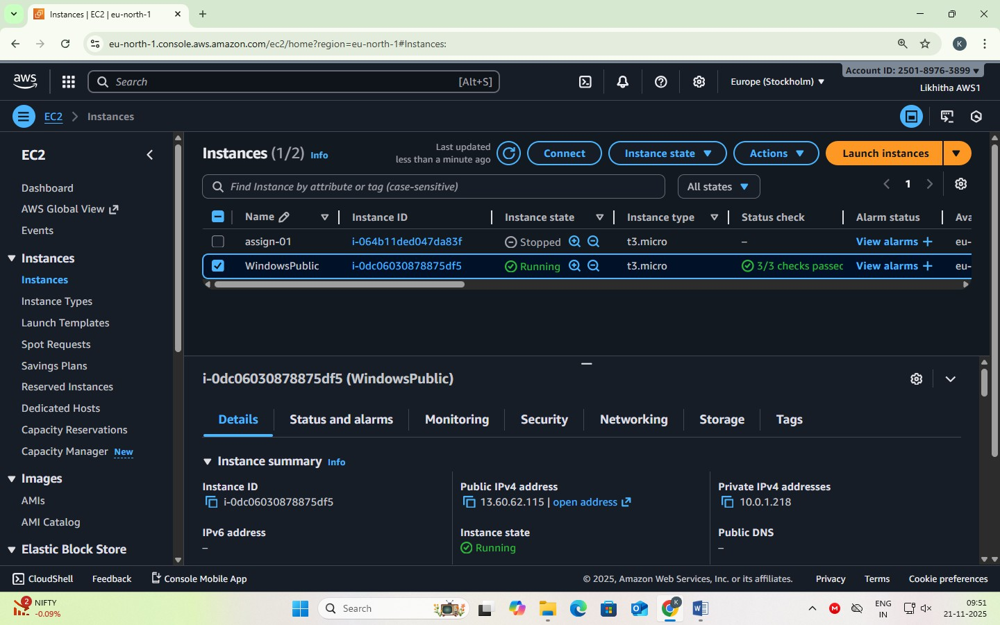 Instances | EC2 | eu-north-1
eu-north-1.console.aws.amazon.com/ec2/home?region=eu-north-1#Instances:
K
aws
Search [Alt+S]
Europe (Stockholm)
Account ID: 2501-8976-3899
Likhitha AWS1
EC2 Instances
EC2
Dashboard
AWS Global View
Events
Instances
Instances
Instance Types
Launch Templates
Spot Requests
Savings Plans
Reserved Instances
Dedicated Hosts
Capacity Reservations
Capacity Manager New
Images
AMIs
AMI Catalog
Elastic Block Store
Instances (1/2) Info
Last updated
less than a minute ago
Connect
Instance state
Actions
Launch instances
Find Instance by attribute or tag (case-sensitive)
All states
1
Name Instance ID Instance state Instance type Status check Alarm status Ava
assign-01 i-064b11ded047da83f Stopped t3.micro – View alarms + eu-
WindowsPublic i-0dc06030878875df5 Running t3.micro 3/3 checks passec View alarms + eu-
i-0dc06030878875df5 (WindowsPublic)
Details Status and alarms Monitoring Security Networking Storage Tags
Instance summary Info
Instance ID
i-0dc06030878875df5
Public IPv4 address
13.60.62.115 | open address
Private IPv4 addresses
10.0.1.218
IPv6 address
–
Instance state
Running
Public DNS
–
CloudShell Feedback Console Mobile App
© 2025, Amazon Web Services, Inc. or its affiliates. Privacy Terms Cookie preferences
2
NIFTY
-0.09%
Search
K
M
ENG
IN
09:51
21-11-2025